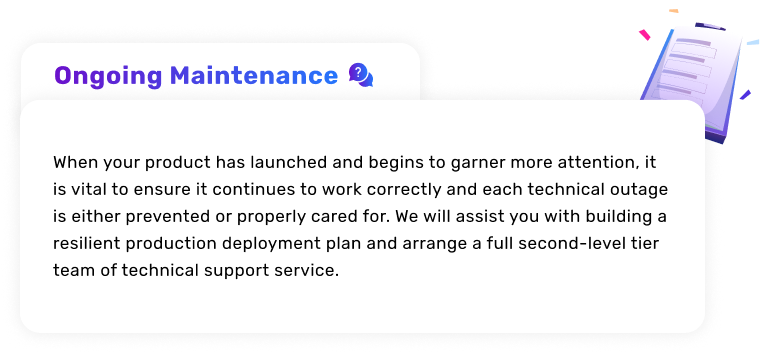 Ongoing Maintenance
When your product has launched and begins to garner more attention, it
is vital to ensure it continues to work correctly and each technical outage
is either prevented or properly cared for. We will assist you with building a
resilient production deployment plan and arrange a full second-level tier
team of technical support service.